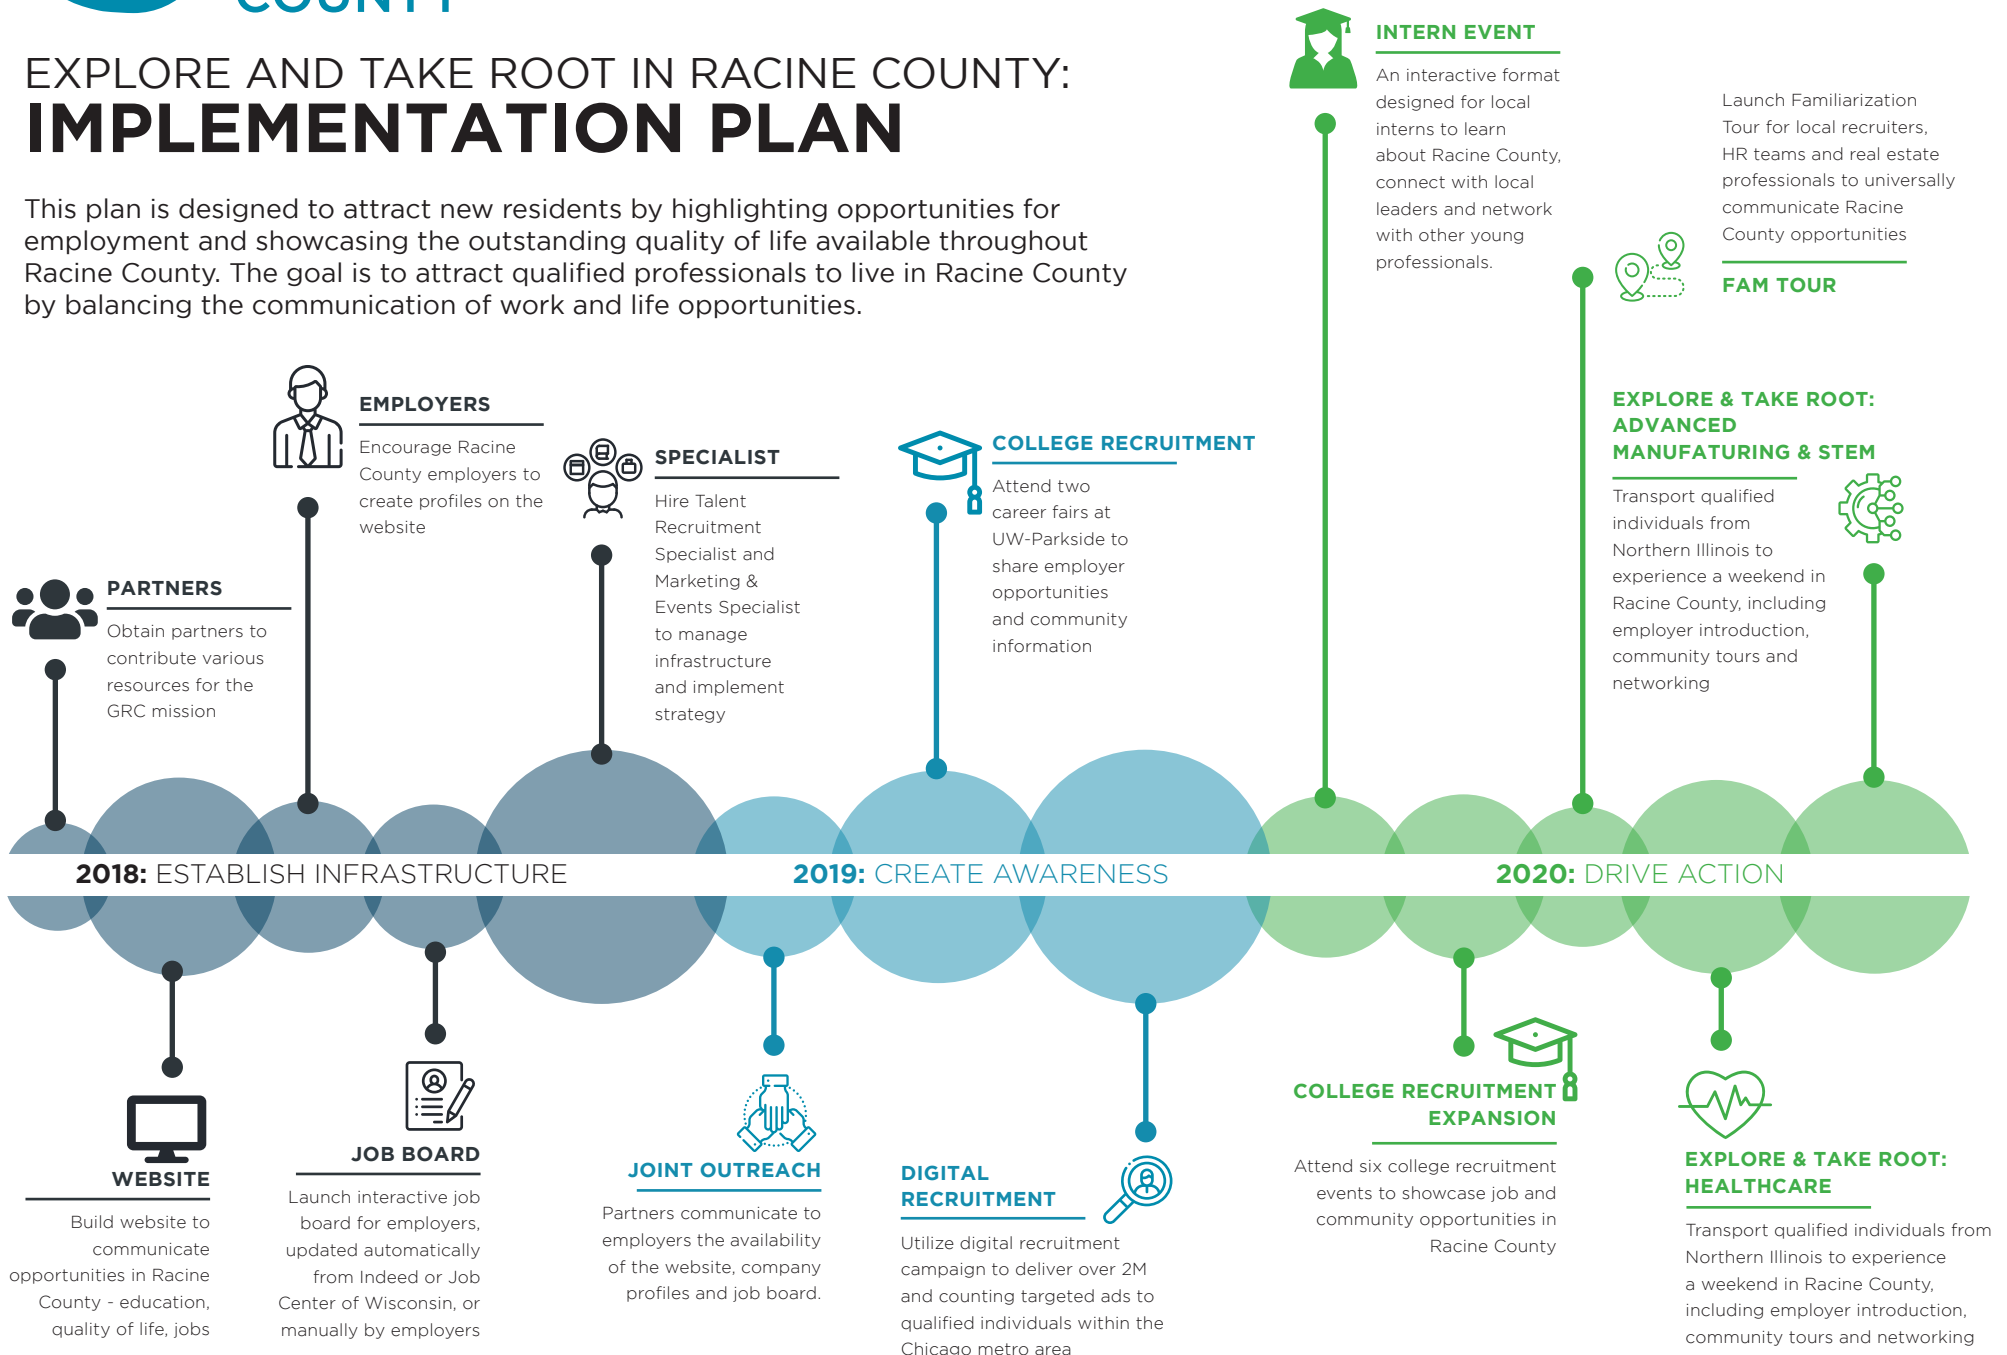 COUNTY
EXPLORE AND TAKE ROOT IN RACINE COUNTY:
IMPLEMENTATION PLAN
This plan is designed to attract new residents by highlighting opportunities for
employment and showcasing the outstanding quality of life available throughout
Racine County. The goal is to attract qualified professionals to live in Racine County
by balancing the communication of work and life opportunities.
INTERN EVENT
An interactive format
designed for local
interns to learn
about Racine County,
connect with local
leaders and network
with other young
professionals.
Launch Familiarization
Tour for local recruiters,
HR teams and real estate
professionals to universally
communicate Racine
County opportunities
FAM TOUR
PARTNERS
Obtain partners to
contribute various
resources for the
GRC mission
EMPLOYERS
Encourage Racine
County employers to
create profiles on the
website
SPECIALIST
Hire Talent
Recruitment
Specialist and
Marketing &
Events Specialist
to manage
infrastructure
and implement
strategy
COLLEGE RECRUITMENT
Attend two
career fairs at
UW-Parkside to
share employer
opportunities
and community
information
EXPLORE & TAKE ROOT:
ADVANCED
MANUFATURING & STEM
Transport qualified
individuals from
Northern Illinois to
experience a weekend in
Racine County, including
employer introduction,
community tours and
networking
2018: ESTABLISH INFRASTRUCTURE
2019: CREATE AWARENESS
2020: DRIVE ACTION
WEBSITE
Build website to
communicate
opportunities in Racine
County - education,
quality of life, jobs
JOB BOARD
Launch interactive job
board for employers,
updated automatically
from Indeed or Job
Center of Wisconsin, or
manually by employers
JOINT OUTREACH
Partners communicate to
employers the availability
of the website, company
profiles and job board.
DIGITAL
RECRUITMENT
Utilize digital recruitment
campaign to deliver over 2M
and counting targeted ads to
qualified individuals within the
Chicago metro area
COLLEGE RECRUITMENT
EXPANSION
Attend six college recruitment
events to showcase job and
community opportunities in
Racine County
EXPLORE & TAKE ROOT:
HEALTHCARE
Transport qualified individuals from
Northern Illinois to experience
a weekend in Racine County,
including employer introduction,
community tours and networking